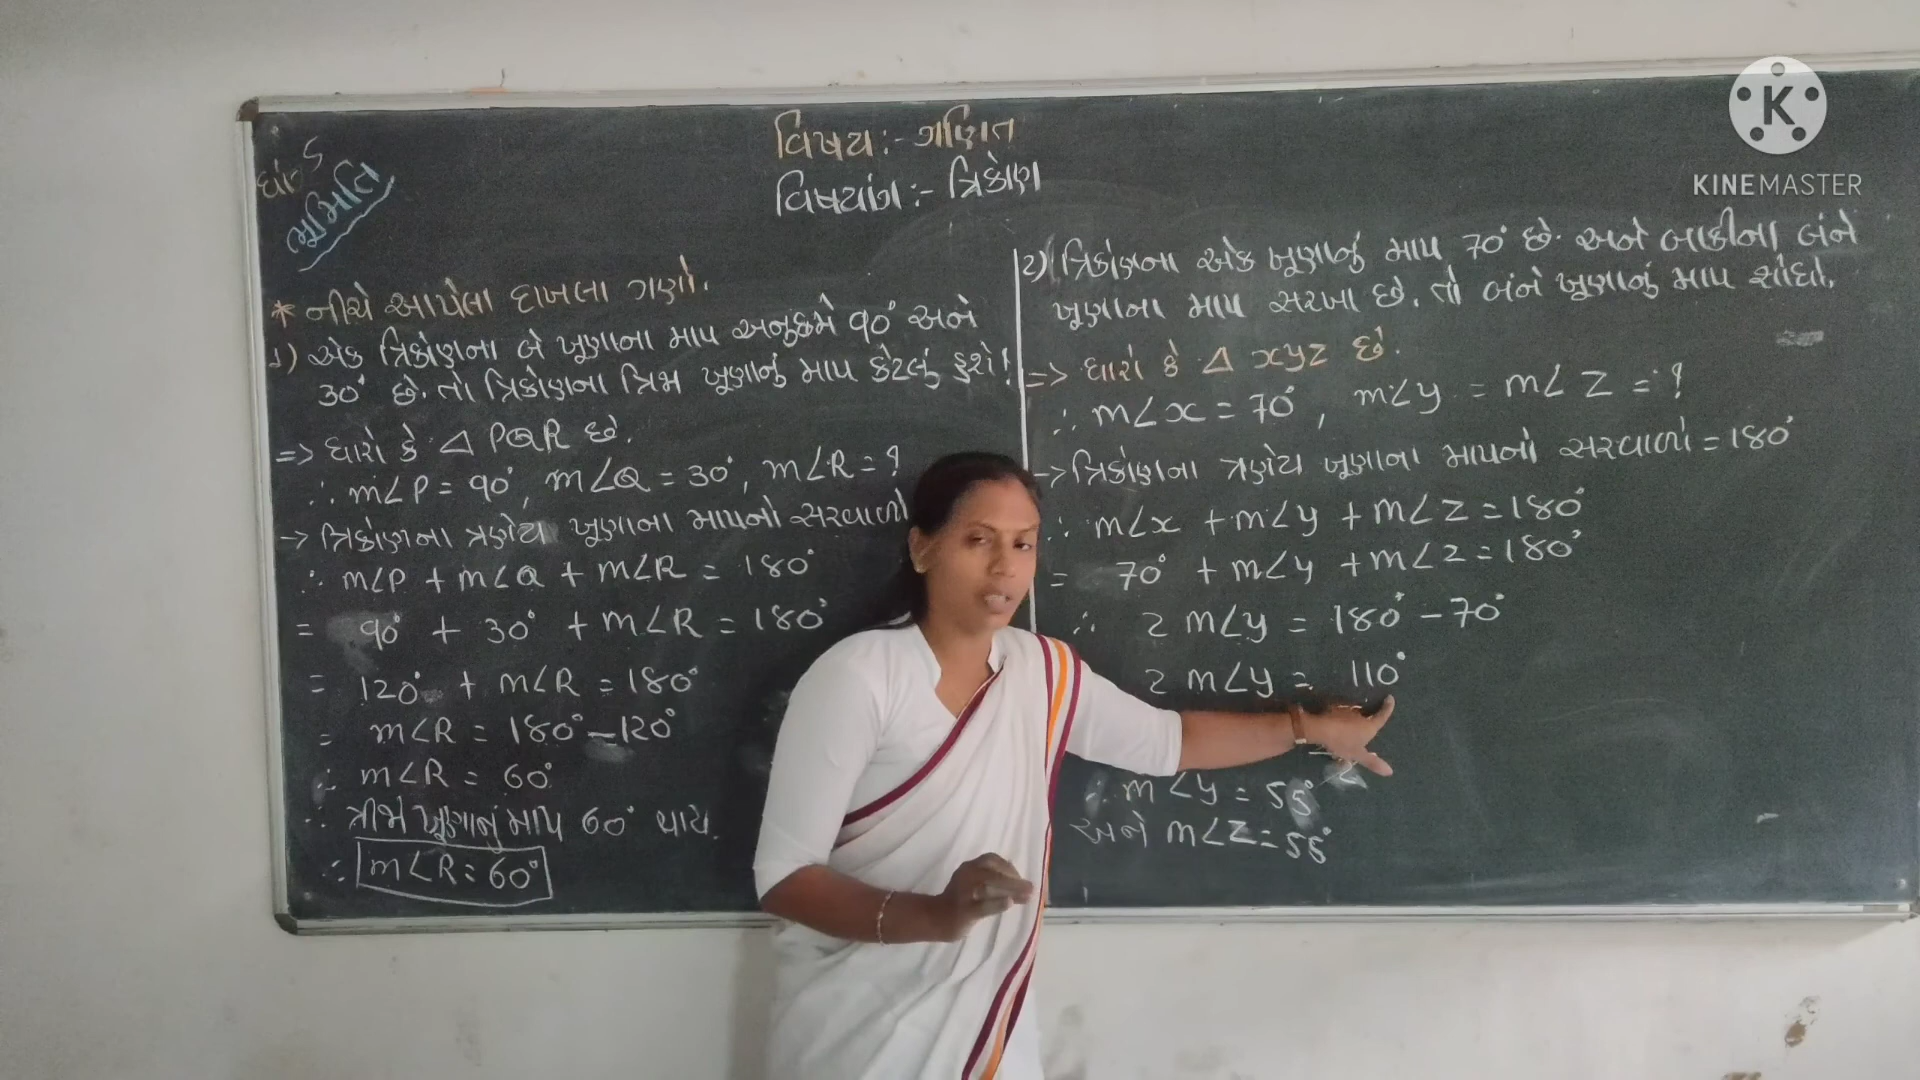 વિષય:- ગણિત
વિષયાંગ:- ત્રિકોણ
ભૂમિતિ
* નીચે આપેલા દાખલા ગણો.
૧) એક ત્રિકોણના બે ખૂણાના માપ અનુક્રમે 90° અને
30° છે. તો ત્રિકોણના ત્રિજા ખૂણાનું માપ કેટલું હશે!
=> ધારો કે △ PQR છે.
∴ m∠P = 90°, m∠Q = 30°, m∠R = ?
-> ત્રિકોણના ત્રણેય ખૂણાના માપનો સરવાળો
∴ m∠P + m∠Q + m∠R = 180°
= 90° + 30° + m∠R = 180°
= 120° + m∠R = 180°
= m∠R = 180° - 120°
∴ m∠R = 60°
∴ ત્રીજા ખૂણાનું માપ 60° થાય.
∴ m∠R = 60°
2) ત્રિકોણના એક ખૂણાનું માપ 70° છે. અને બાકીના બંને
ખૂણાના માપ સરખા છે. તો બંને ખૂણાનું માપ શોધો.
=> ધારો કે △ xyz છે.
∴ m∠x = 70°, m∠y = m∠z = ?
-> ત્રિકોણના ત્રણેય ખૂણાના માપનો સરવાળો = 180°
∴ m∠x + m∠y + m∠z = 180°
= 70° + m∠y + m∠z = 180°
∴ 2 m∠y = 180° - 70°
2 m∠y = 110°
2
∴ m∠y = 55°
અને m∠z = 55°
KINEMASTER